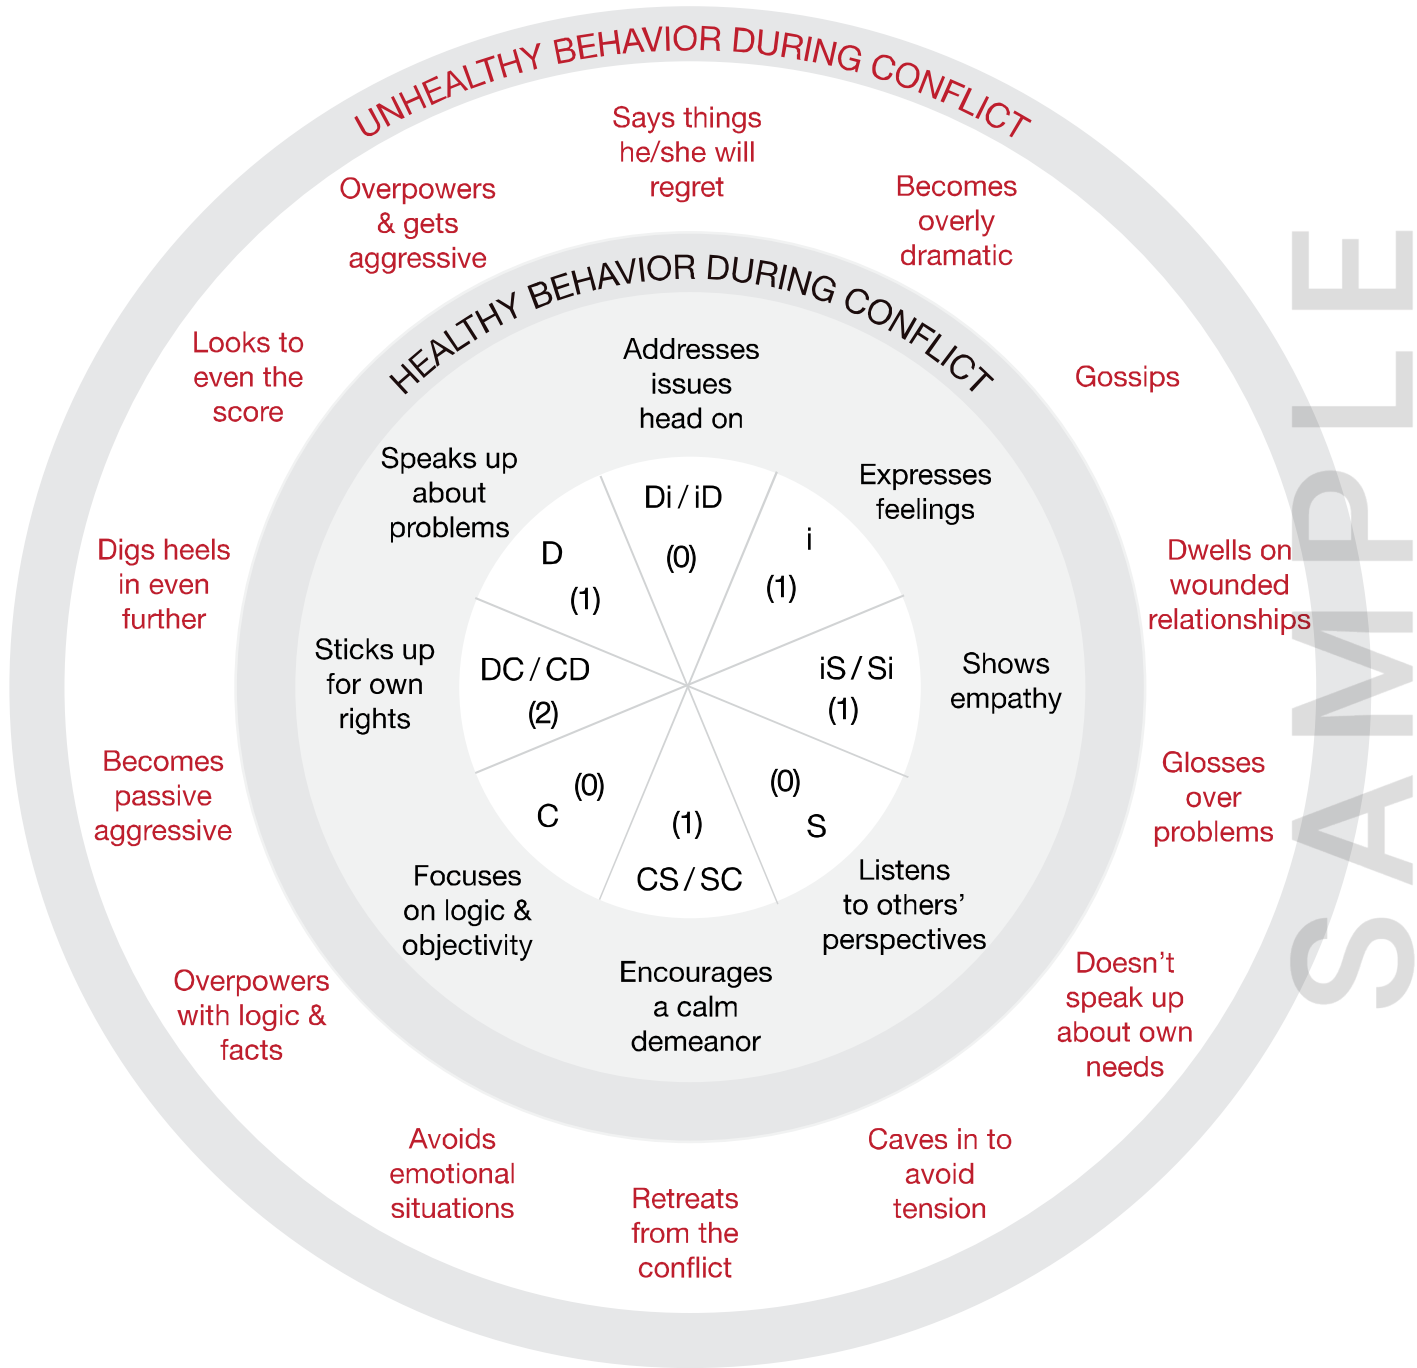 UNHEALTHY BEHAVIOR DURING CONFLICT
Says things
he/she will
regret
Becomes
overly
dramatic
Gossips
Dwells on
wounded
relationships
Glosses
over
problems
Doesn’t
speak up
about own
needs
Caves in to
avoid
tension
Retreats
from the
conflict
Avoids
emotional
situations
Overpowers
with logic &
facts
Becomes
passive
aggressive
Digs heels
in even
further
Looks to
even the
score
Overpowers
& gets
aggressive
HEALTHY BEHAVIOR DURING CONFLICT
Addresses
issues
head on
Expresses
feelings
Shows
empathy
Listens
to others’
perspectives
Encourages
a calm
demeanor
Focuses
on logic &
objectivity
Sticks up
for own
rights
Speaks up
about
problems
Di / iD
(0)
i
(1)
iS / Si
(1)
(0)
S
(1)
CS / SC
(0)
C
DC / CD
(2)
D
(1)
SAMPLE